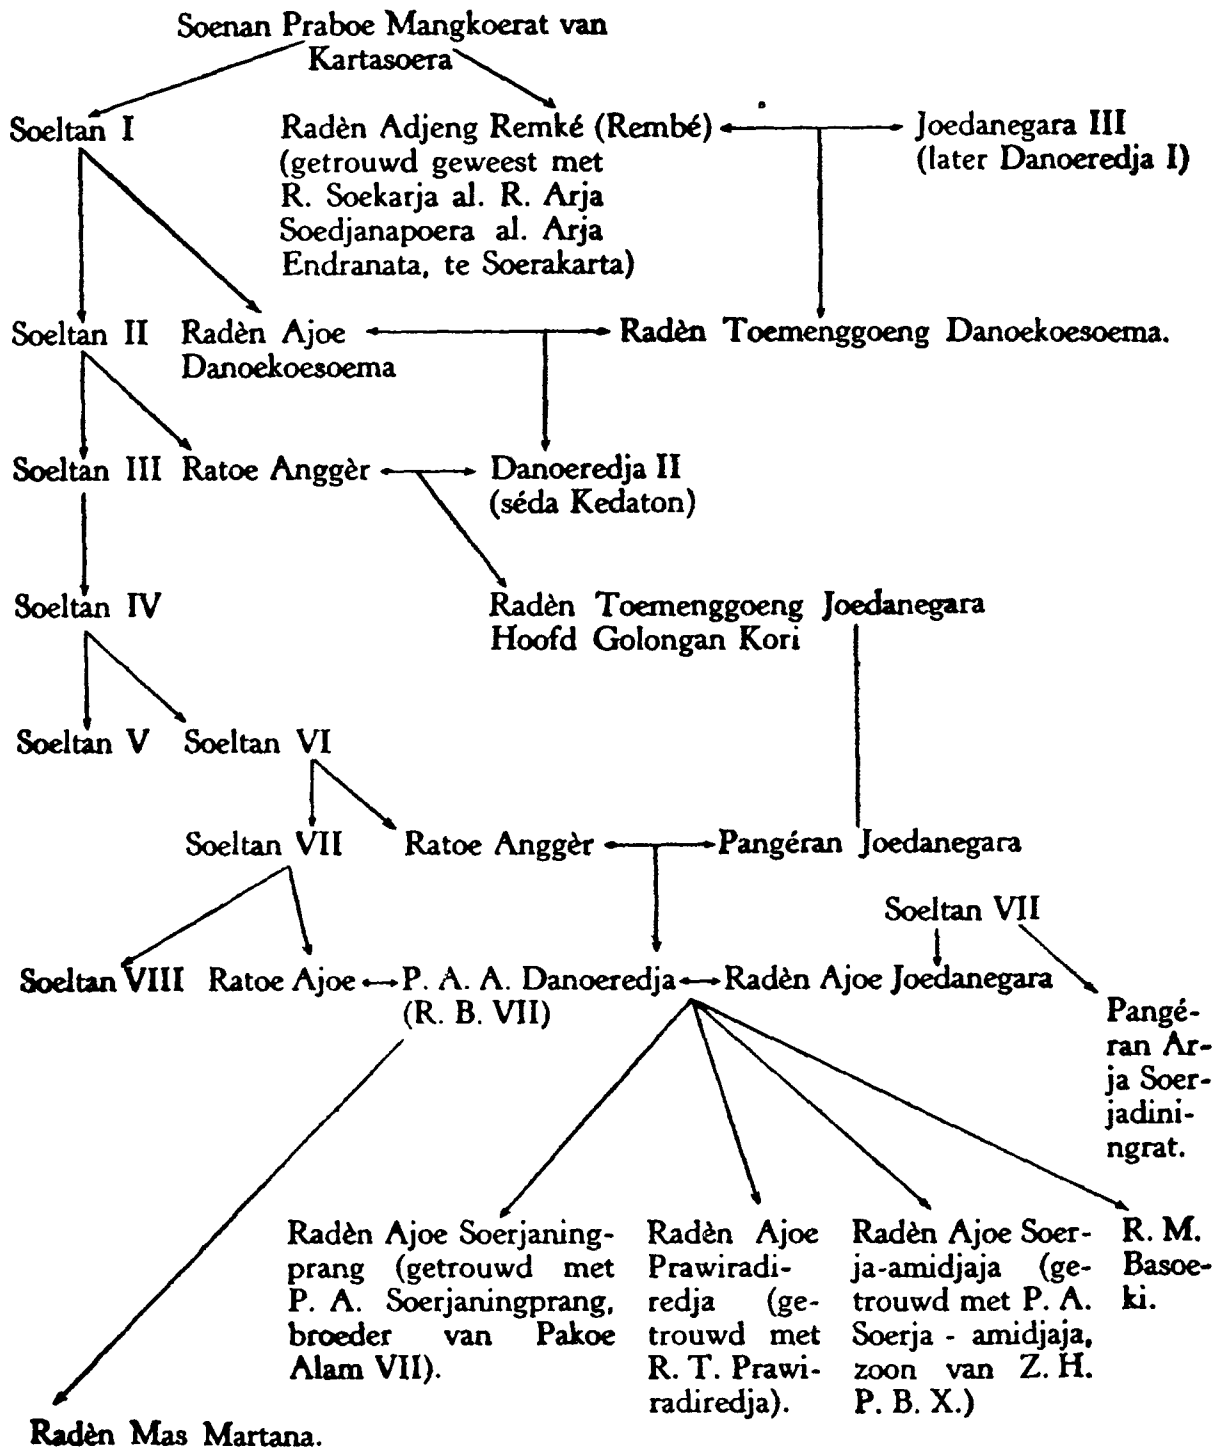 Soenan Praboe Mangkoerat van
Kartasoera
Soeltan I
Radèn Adjeng Remké (Rembé)
(getrouwd geweest met
R. Soekarja al. R. Arja
Soedjanapoera al. Arja
Endranata, te Soerakarta)
Joedanegara III
(later Danoeredja I)
Soeltan II
Radèn Ajoe
Danoekoesoema
Radèn Toemenggoeng Danoekoesoema.
Soeltan III
Ratoe Anggèr
Danoeredja II
(séda Kedaton)
Soeltan IV
Radèn Toemenggoeng Joedanegara
Hoofd Golongan Kori
Soeltan V
Soeltan VI
Soeltan VII
Ratoe Anggèr
Pangéran Joedanegara
Soeltan VII
Soeltan VIII
Ratoe Ajoe
P. A. A. Danoeredja
(R. B. VII)
Radèn Ajoe Joedanegara
Pangé-
ran Ar-
ja Soer-
jadini-
ngrat.
Radèn Ajoe Soerjaning-
prang (getrouwd met
P. A. Soerjaningprang,
broeder van Pakoe
Alam VII).
Radèn Ajoe
Prawiradi-
redja (ge-
trouwd met
R. T. Prawi-
radiredja).
Radèn Ajoe Soer-
ja-amidjaja (ge-
trouwd met P. A.
Soerja - amidjaja,
zoon van Z. H.
P. B. X.)
R. M.
Basoe-
ki.
Radèn Mas Martana.